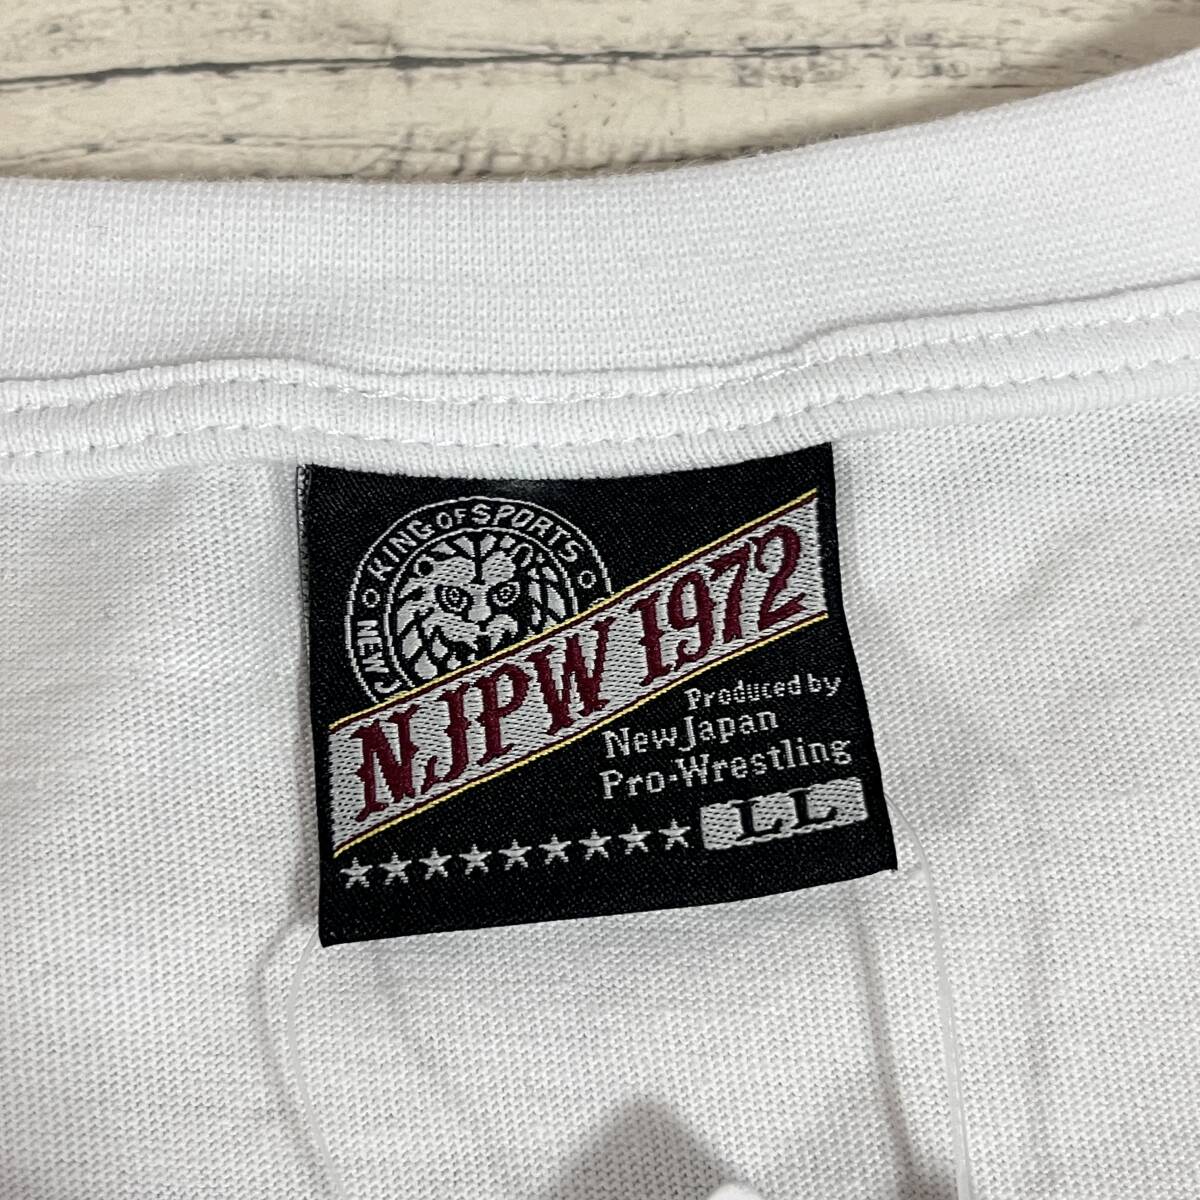 KING OF SPORTS
NEW J
NJPW 1972
Produced by
New Japan
Pro-Wrestling
LL